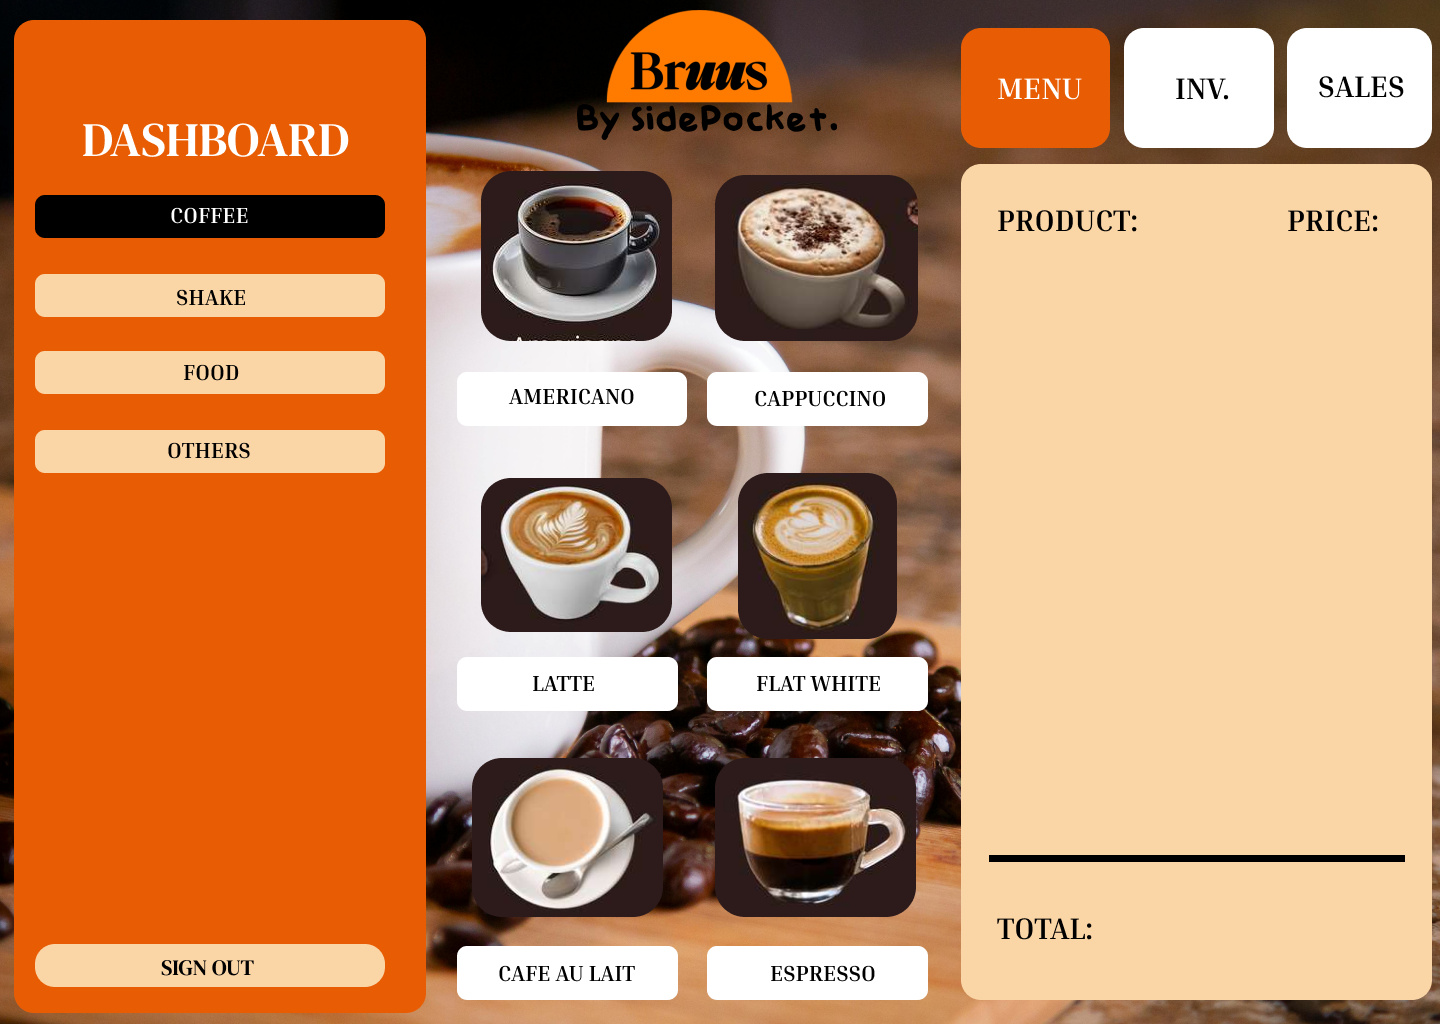 DASHBOARD
COFFEE
SHAKE
FOOD
OTHERS
SIGN OUT
Bruus
By SidePocket.
AMERICANO
CAPPUCCINO
LATTE
FLAT WHITE
CAFE AU LAIT
ESPRESSO
MENU
INV.
SALES
PRODUCT:
PRICE:
TOTAL: